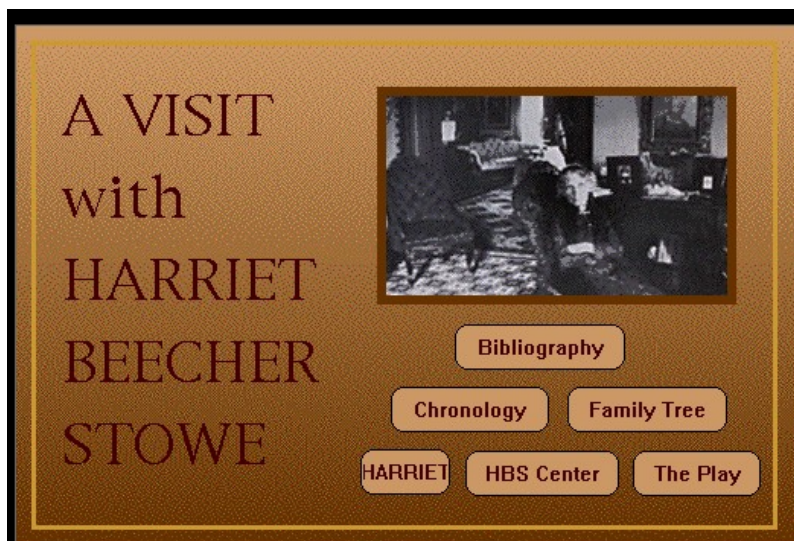 A VISIT
with
HARRIET
BEECHER
STOWE
Bibliography
Chronology
Family Tree
HARRIET
HBS Center
The Play